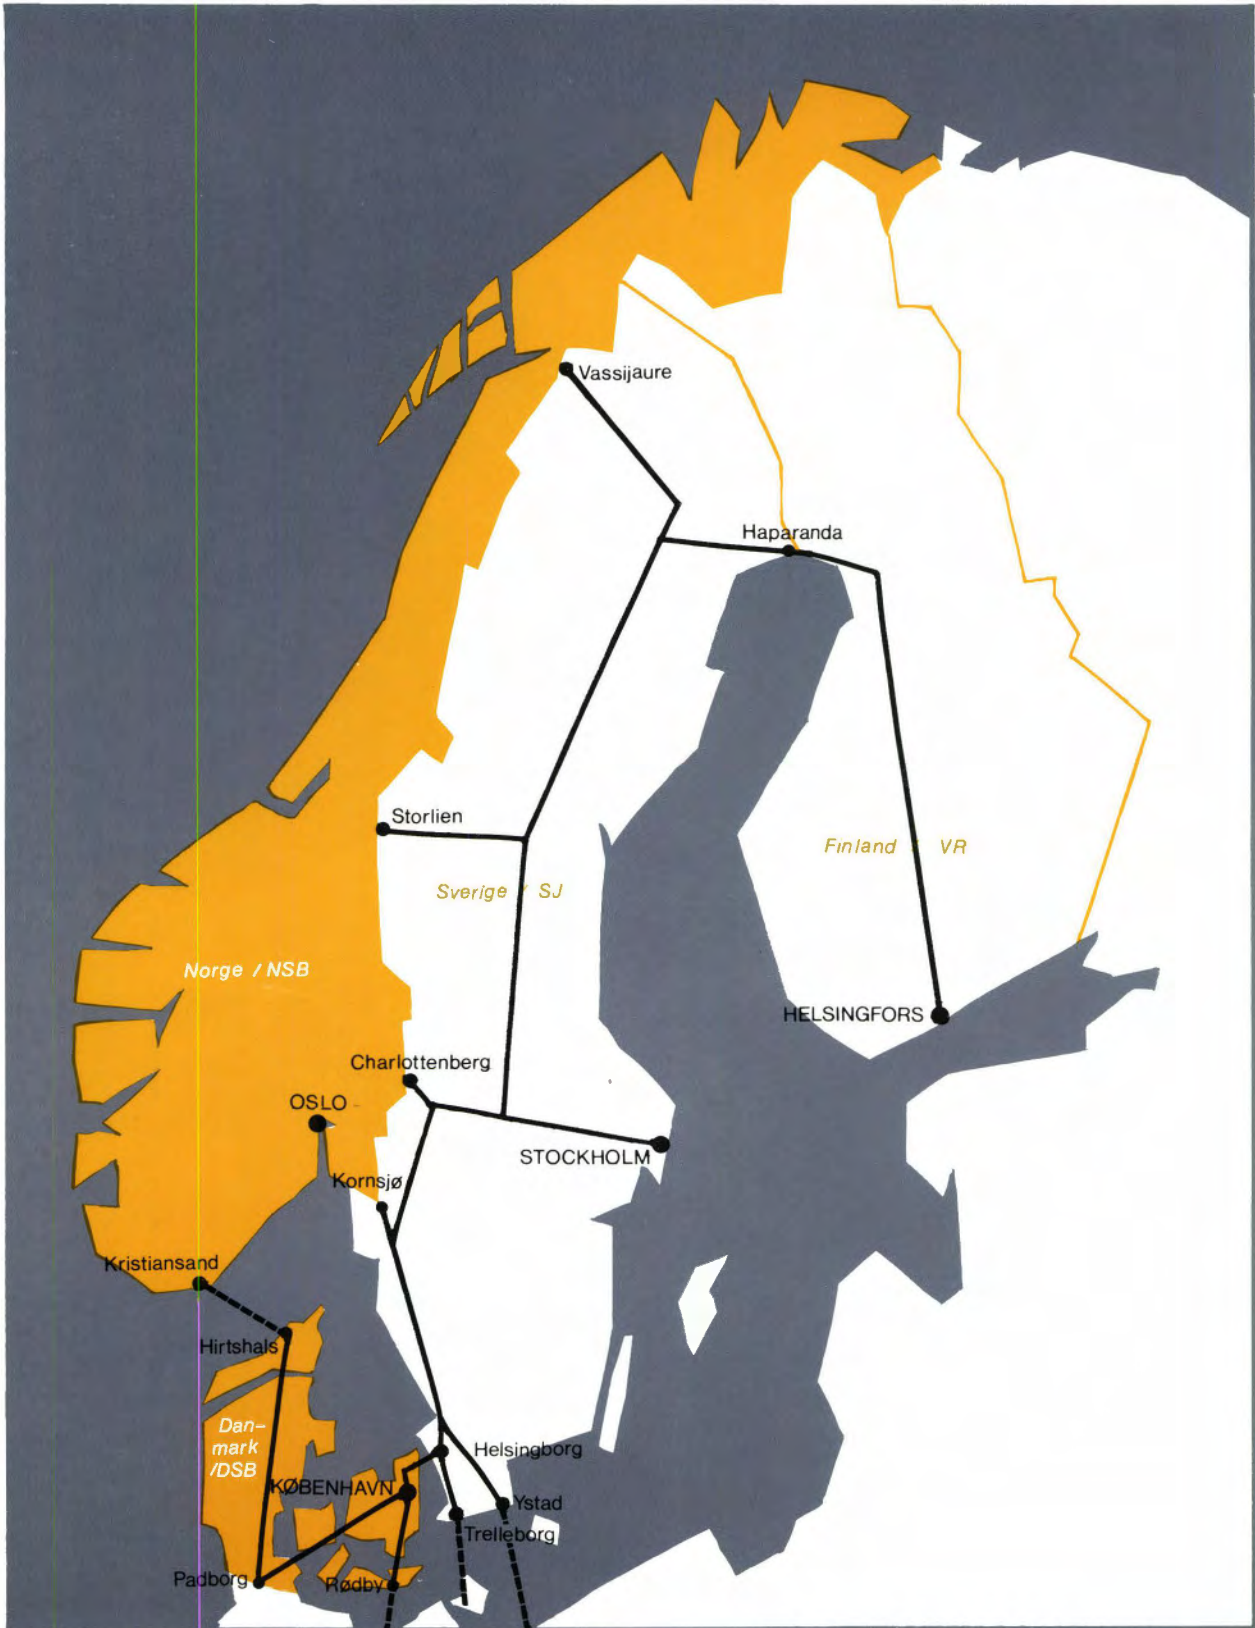 Vassijaure
Haparanda
Storlien
Finland / VR
Sverige / SJ
Norge / NSB
HELSINGFORS
Charlottenberg
OSLO
STOCKHOLM
Kornsjø
Kristiansand
Hirtshals
Dan-
mark
/DSB
Helsingborg
KØBENHAVN
Ystad
Trelleborg
Padborg
Rødby